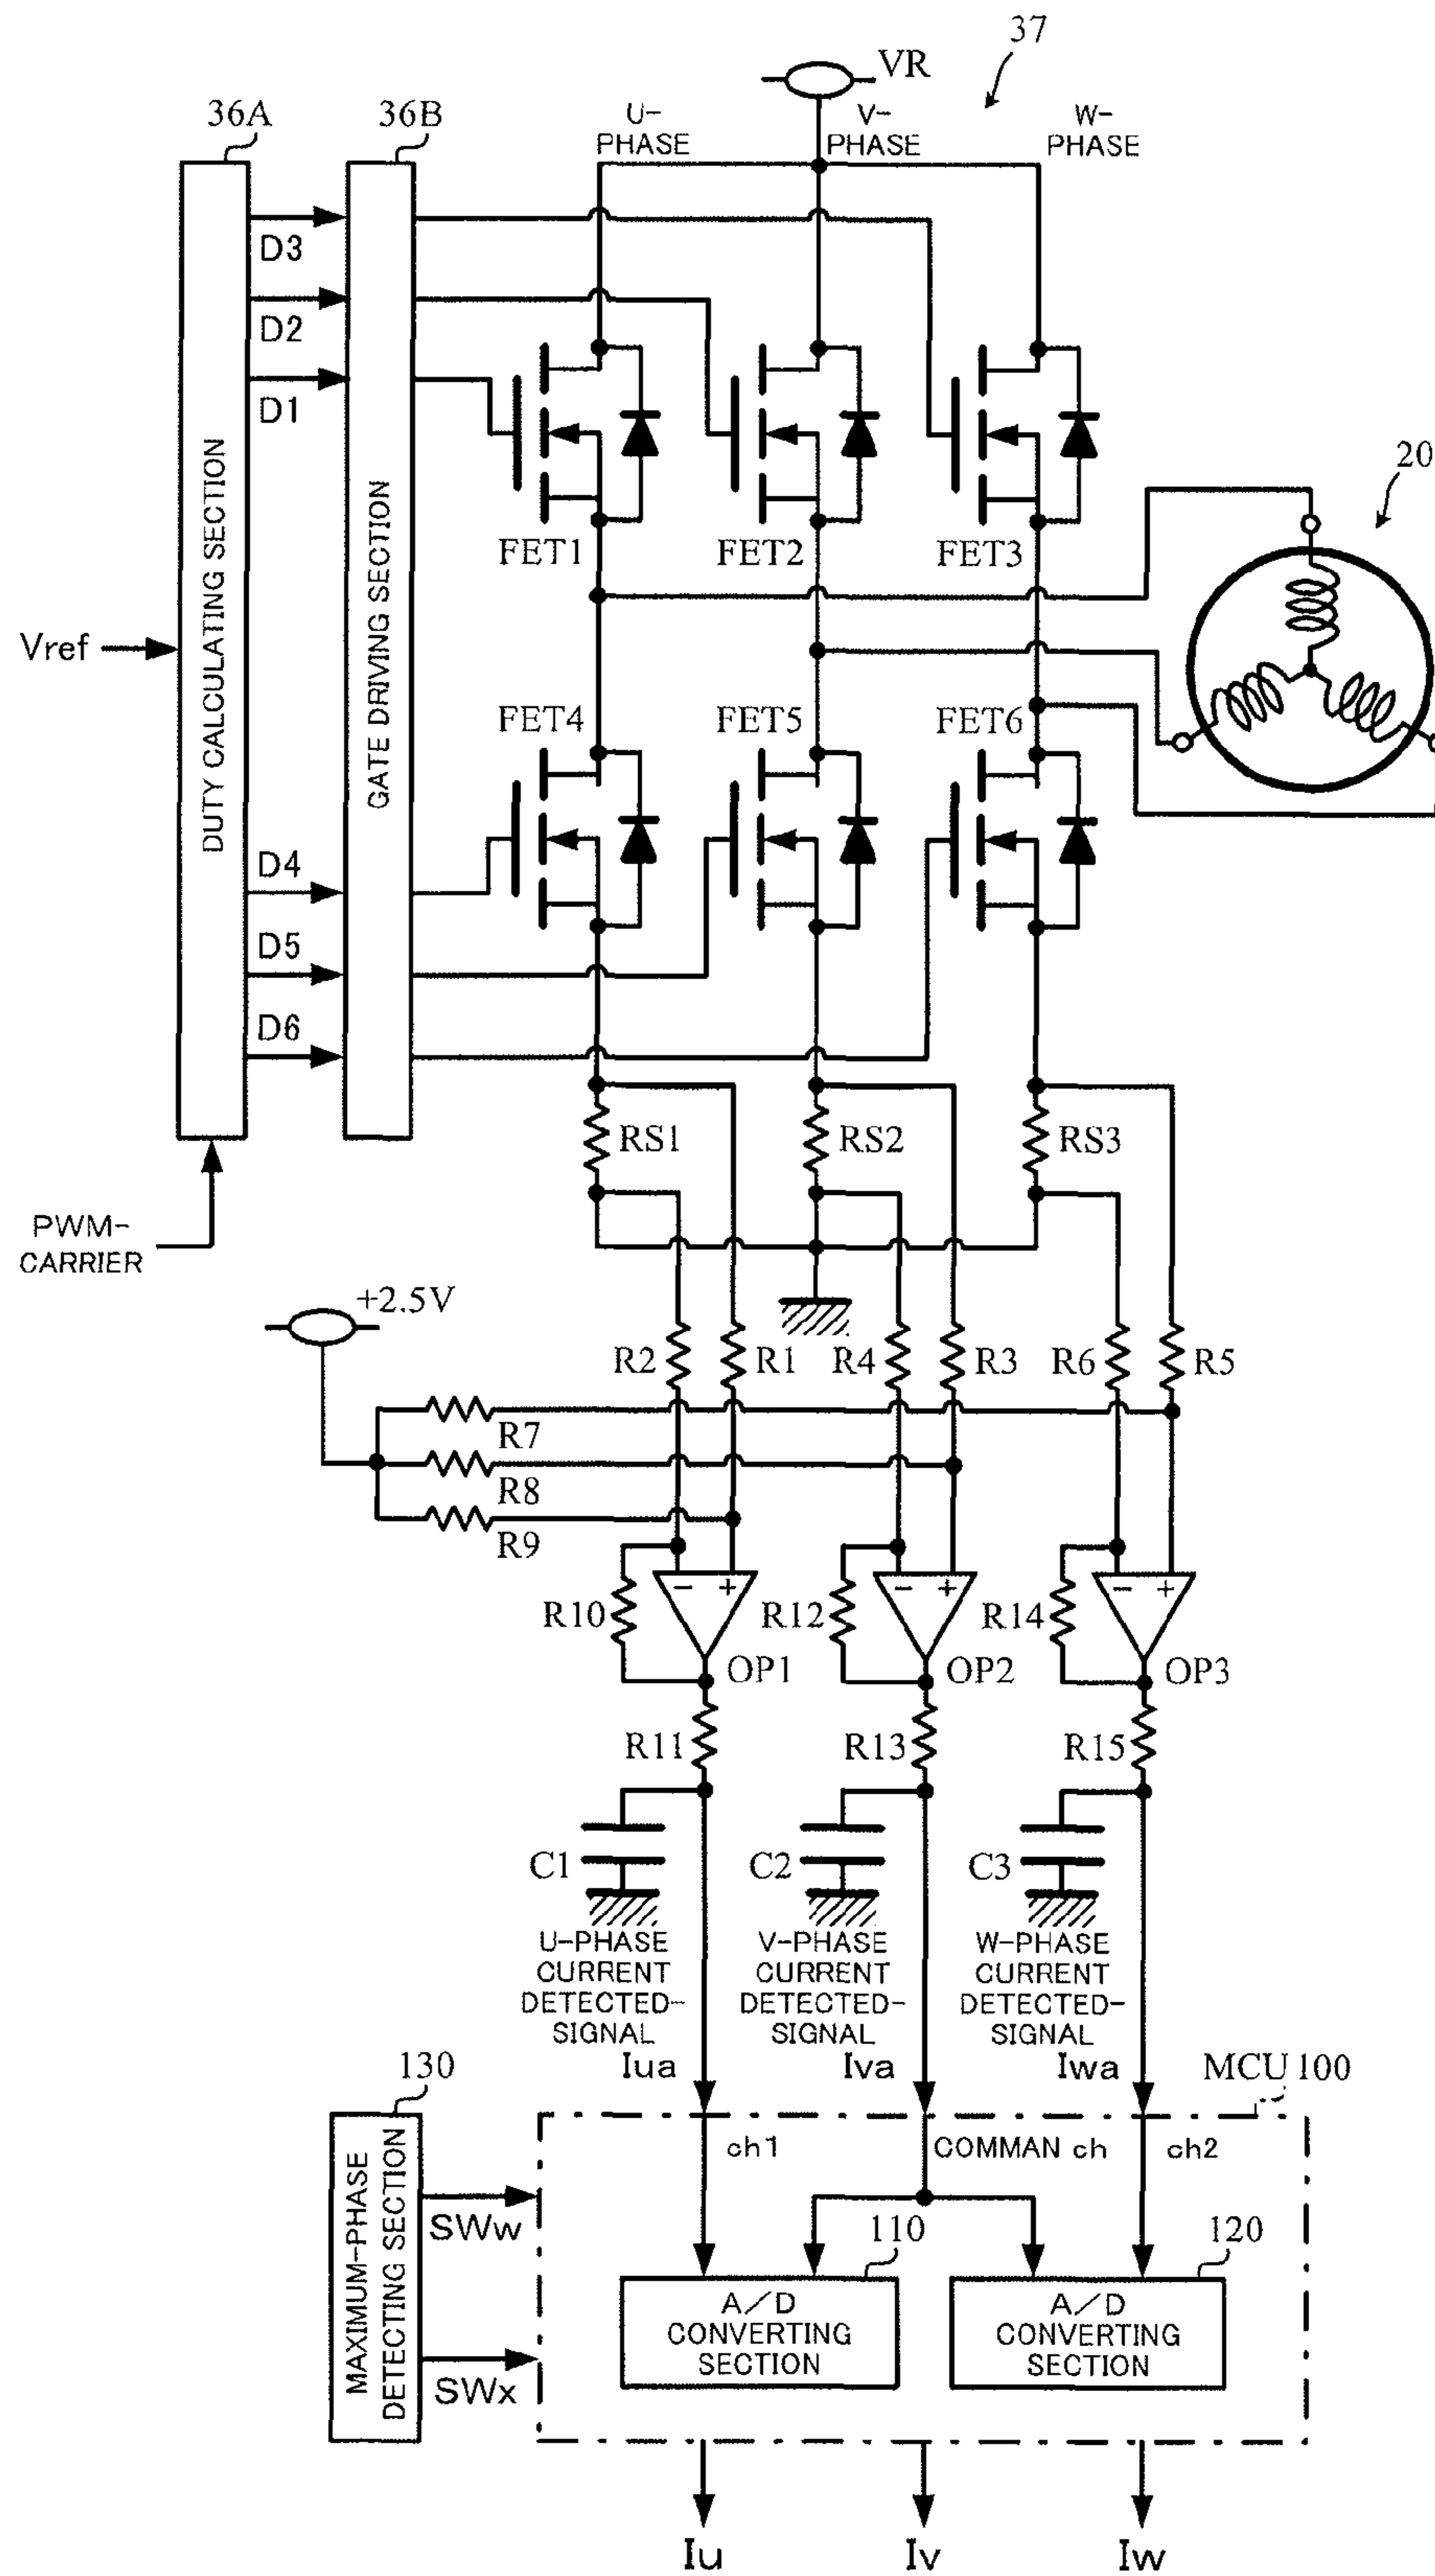 37
VR
36A
36B
U-
PHASE
V-
PHASE
W-
PHASE
D3
D2
D1
DUTY CALCULATING SECTION
GATE DRIVING SECTION
20
FET1
FET2
FET3
Vref
FET4
FET5
FET6
D4
D5
D6
RS1
RS2
RS3
PWM-
CARRIER
+2.5V
R2
R1
R4
R3
R6
R5
R7
R8
R9
- +
- +
- +
R10
R12
R14
OP1
OP2
OP3
R11
R13
R15
C1
C2
C3
U-PHASE
CURRENT
DETECTED-
SIGNAL
Iua
V-PHASE
CURRENT
DETECTED-
SIGNAL
Iva
W-PHASE
CURRENT
DETECTED-
SIGNAL
Iwa
130
MCU 100
MAXIMUM-PHASE
DETECTING SECTION
ch1
COMMAN ch
ch2
SWw
SWx
110
120
A/D
CONVERTING
SECTION
A/D
CONVERTING
SECTION
Iu
Iv
Iw